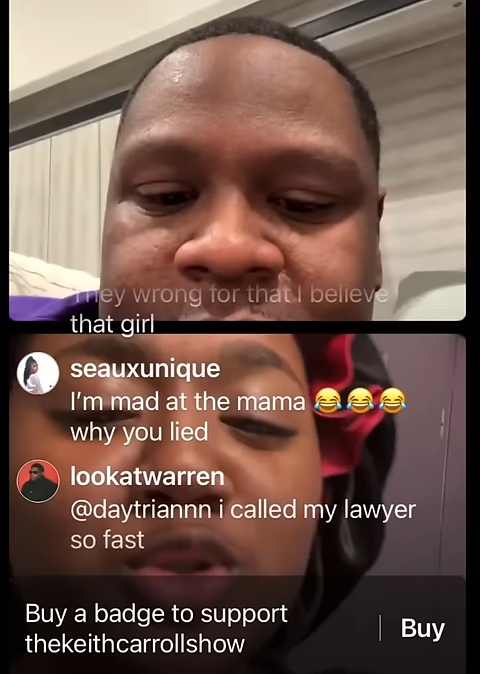 They wrong for that I believe
that girl
seauxunique
I'm mad at the mama 😂😂😂
why you lied
lookatwarren
@daytriannn i called my lawyer
so fast
Buy a badge to support
thekeithcarrollshow
Buy